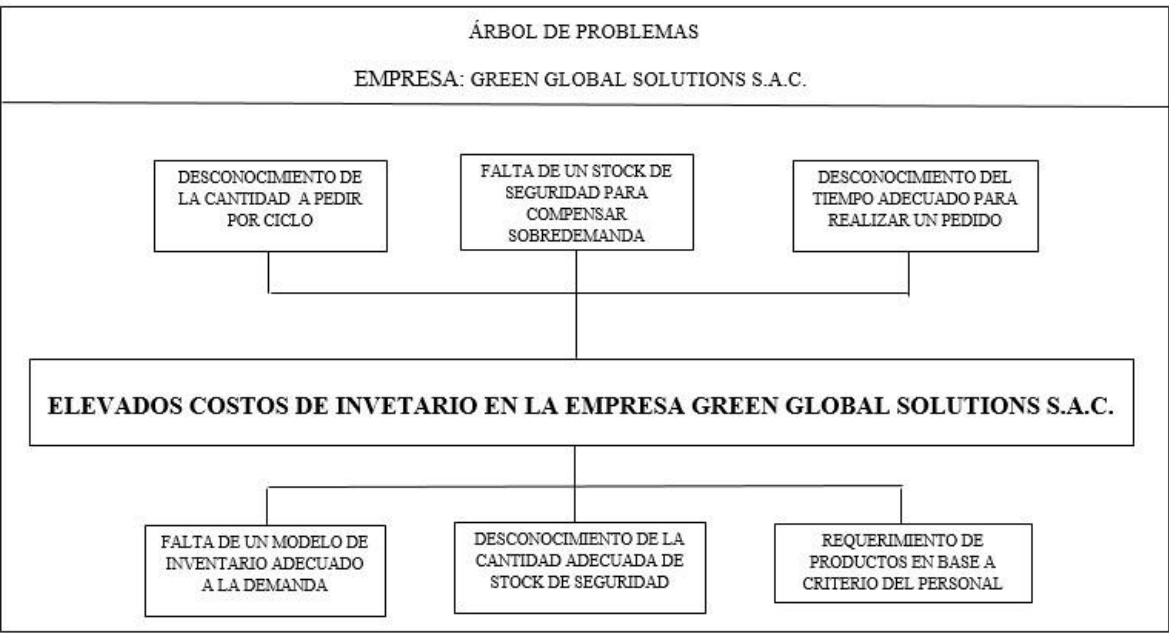 ÁRBOL DE PROBLEMAS
EMPRESA: GREEN GLOBAL SOLUTIONS S.A.C.
DESCONOCIMIENTO DE
LA CANTIDAD A PEDIR
POR CICLO
FALTA DE UN STOCK DE
SEGURIDAD PARA
COMPENSAR
SOBREDEMANDA
DESCONOCIMIENTO DEL
TIEMPO ADECUADO PARA
REALIZAR UN PEDIDO
ELEVADOS COSTOS DE INVETARIO EN LA EMPRESA GREEN GLOBAL SOLUTIONS S.A.C.
FALTA DE UN MODELO DE
INVENTARIO ADECUADO
A LA DEMANDA
DESCONOCIMIENTO DE LA
CANTIDAD ADECUADA DE
STOCK DE SEGURIDAD
REQUERIMIENTO DE
PRODUCTOS EN BASE A
CRITERIO DEL PERSONAL